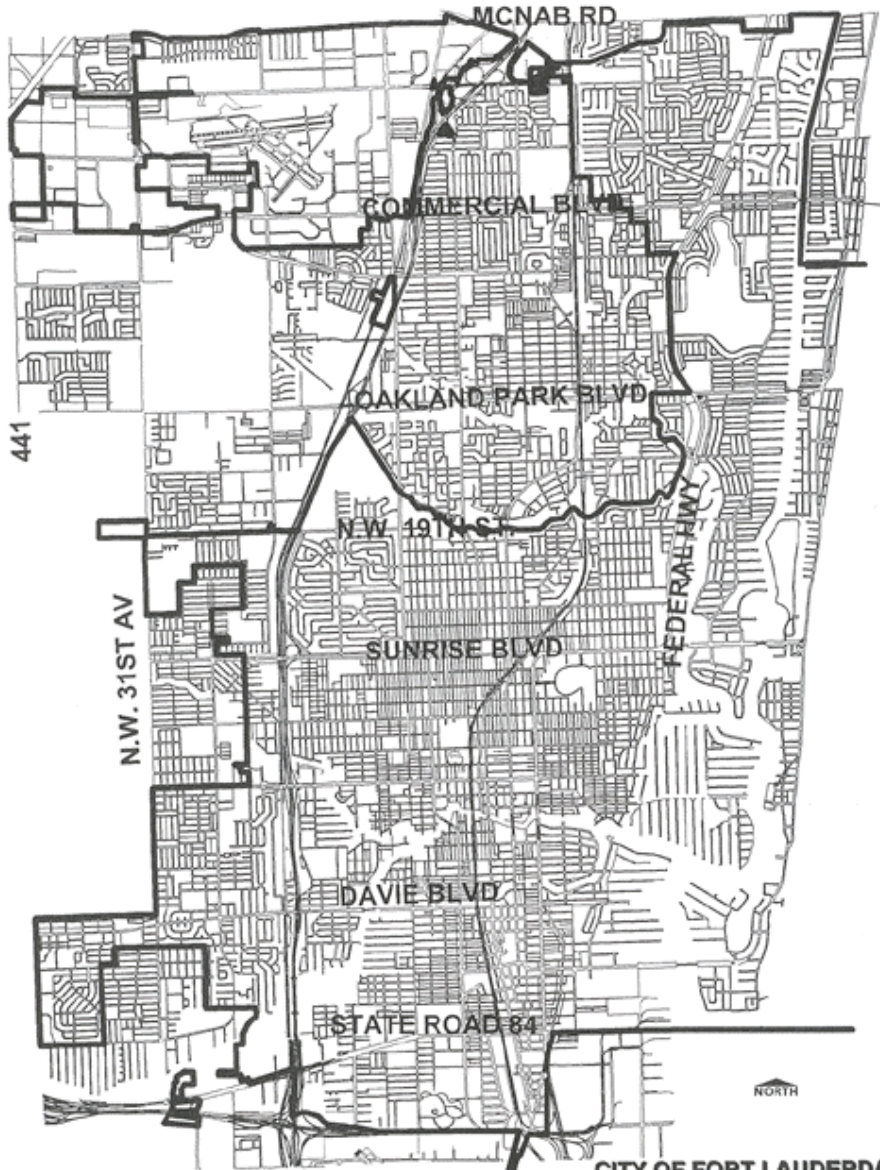 MCNAB RD
COMMERCIAL BLVD
OAKLAND PARK BLVD
441
N.W. 19TH ST.
FEDERAL HWY
SUNRISE BLVD
N.W. 31ST AV
DAVIE BLVD
STATE ROAD 84
NORTH
CITY OF FORT LAUDERDA